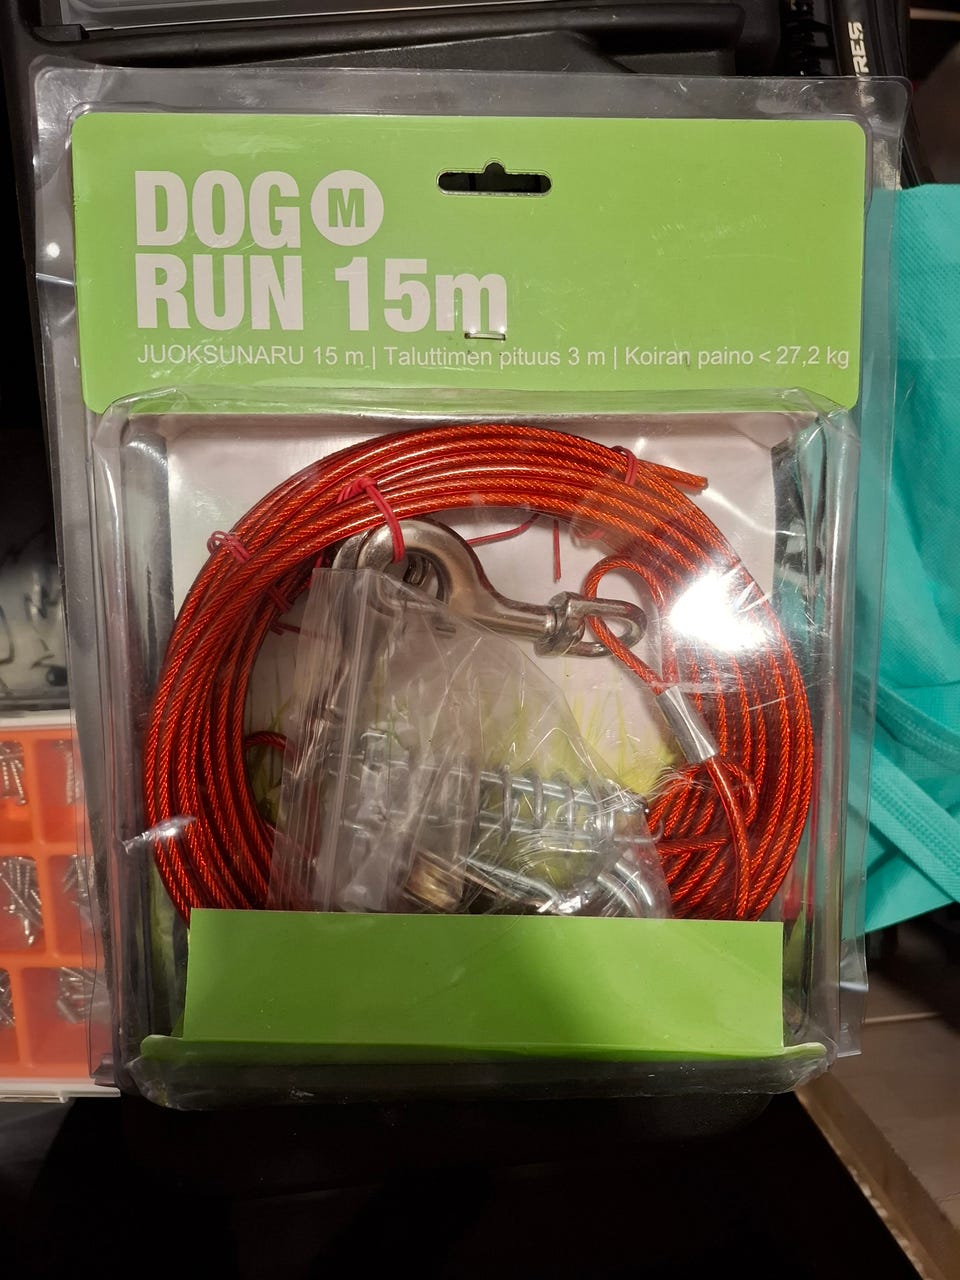 DOG M
RUN 15m
JUOKSUNARU 15 m | Taluttimen pituus 3 m | Koiran paino < 27,2 kg